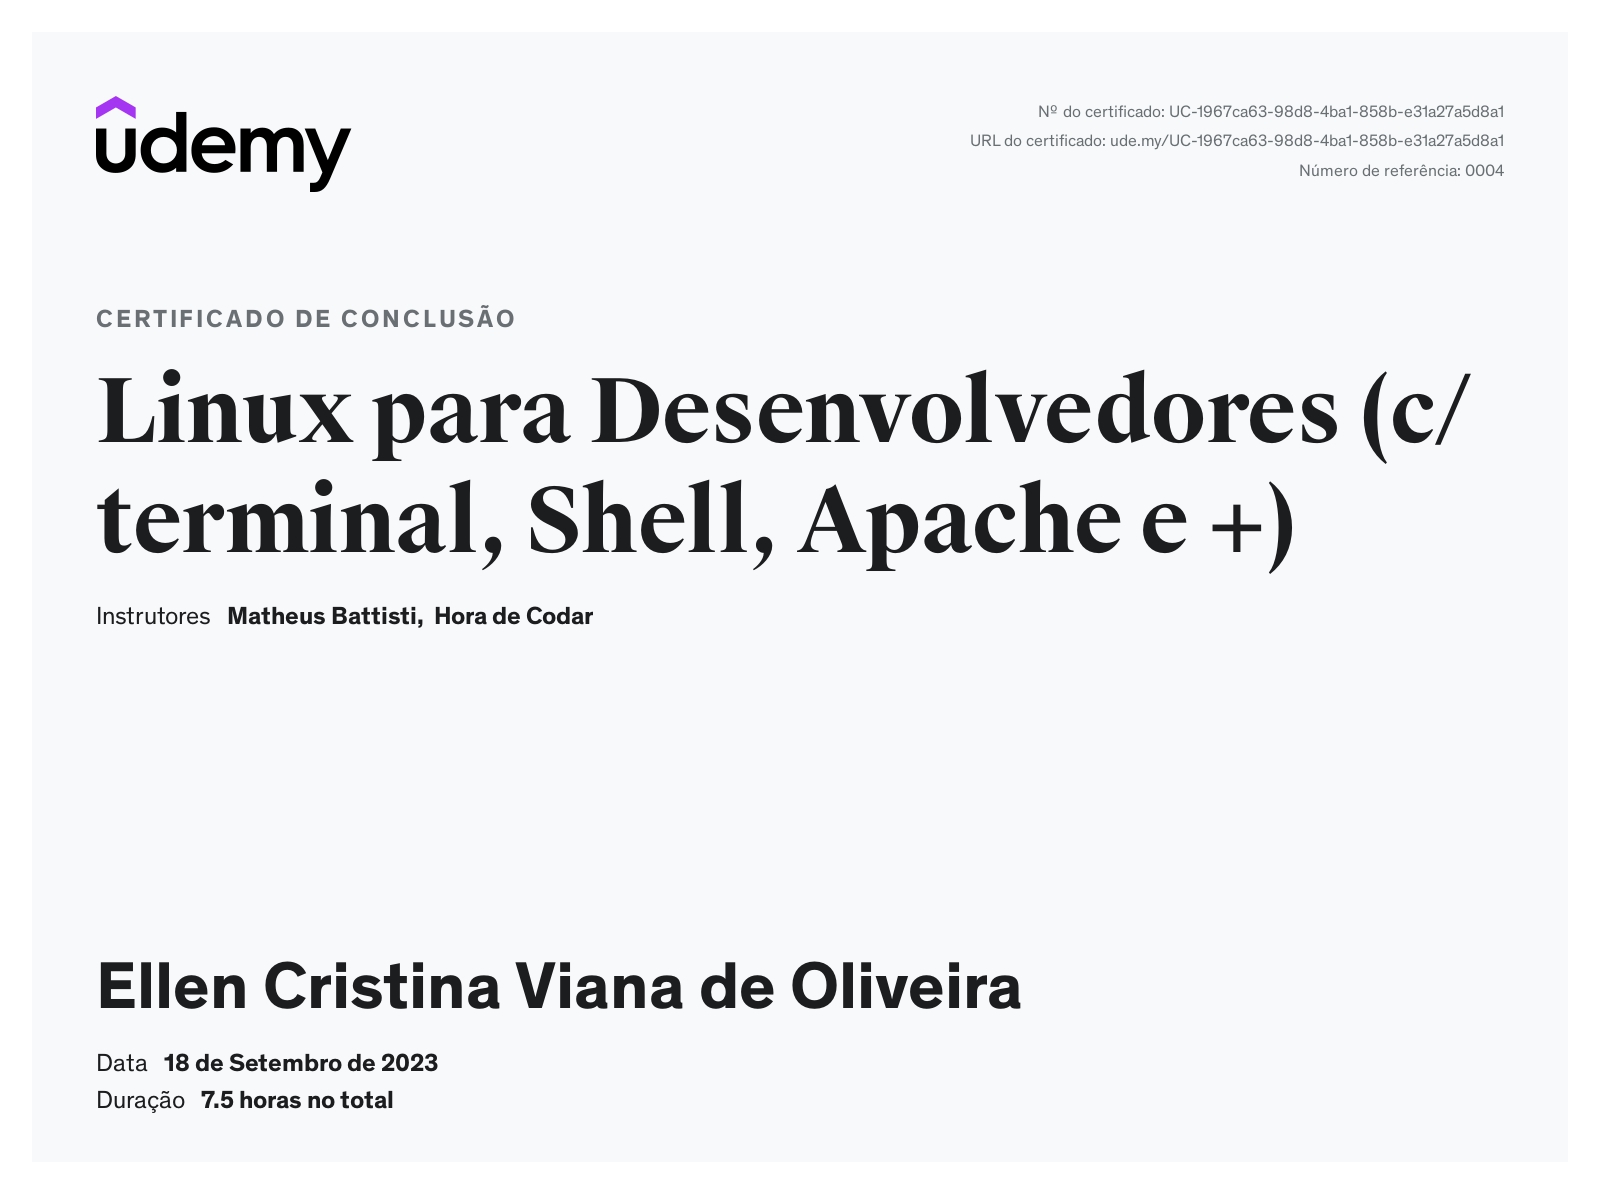 udemy
Nº do certificado: UC-1967ca63-98d8-4ba1-858b-e31a27a5d8a1
URL do certificado: ude.my/UC-1967ca63-98d8-4ba1-858b-e31a27a5d8a1
Número de referência: 0004
CERTIFICADO DE CONCLUSÃO
Linux para Desenvolvedores (c/
terminal, Shell, Apache e +)
Instrutores Matheus Battisti, Hora de Codar
Ellen Cristina Viana de Oliveira
Data 18 de Setembro de 2023
Duração 7.5 horas no total